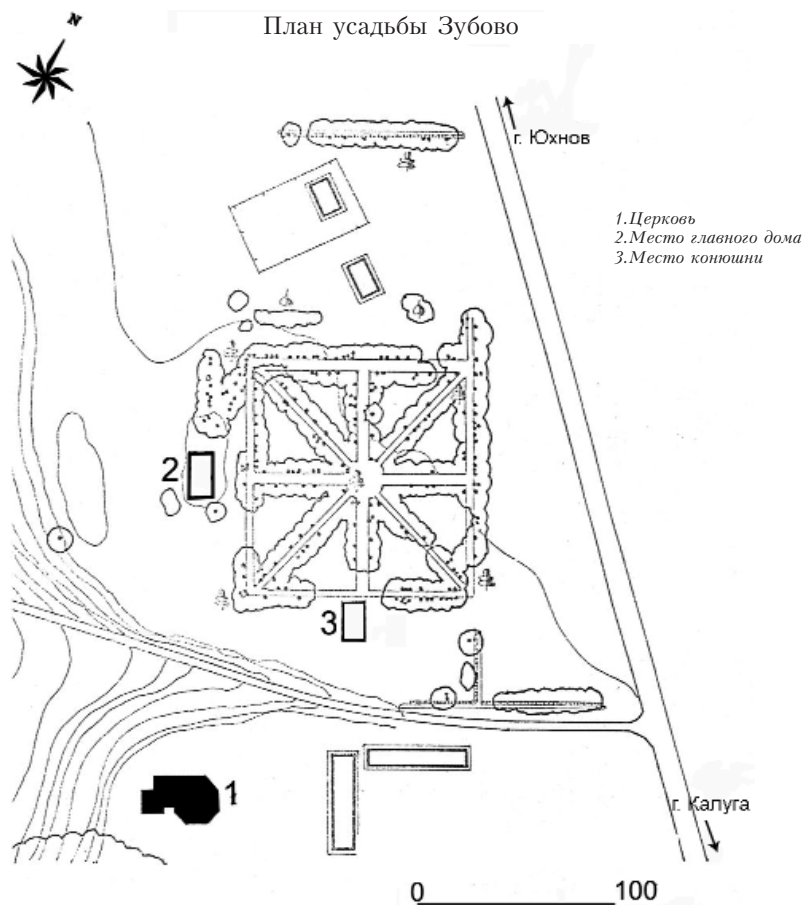 План усадьбы Зубово
N
г. Юхнов
1.Церковь
2.Место главного дома
3.Место конюшни
2
3
1
г. Калуга
0 100